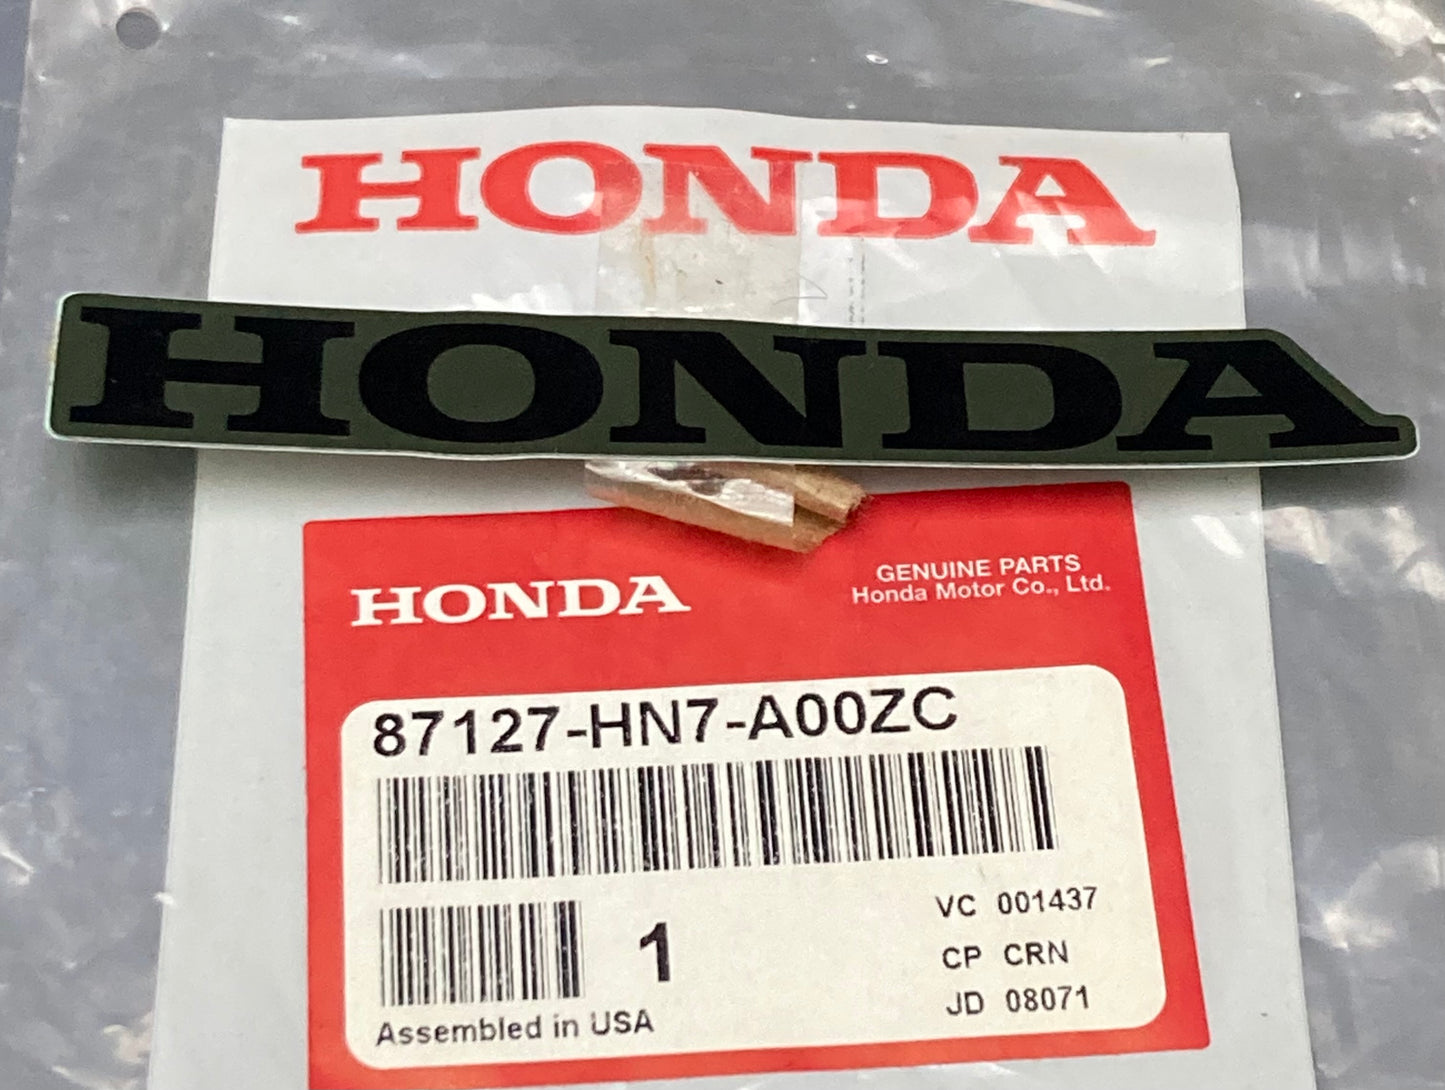 HONDA
HONDA
HONDA
GENUINE PARTS
Honda Motor Co., Ltd.
87127-HN7-A00ZC
1
VC 001437
CP CRN
JD 08071
Assembled in USA